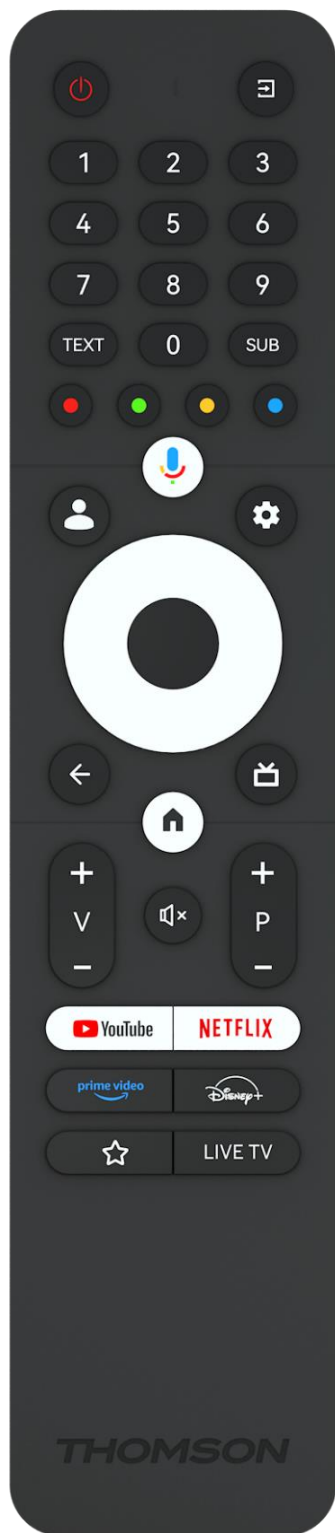 1 2 3
4 5 6
7 8 9
TEXT 0 SUB
+ +
V P
- -
YouTube NETFLIX
prime video Disney+
LIVE TV
THOMSON